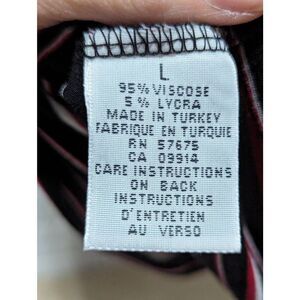 L
95% VISCOSE
5% LYCRA
MADE IN TURKEY
FABRIQUE EN TURQUIE
RN 57675
CA 09914
CARE INSTRUCTIONS
ON BACK
INSTRUCTIONS
D'ENTRETIEN
AU VERSO